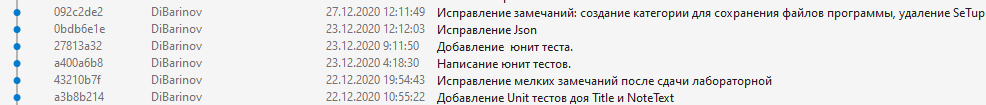 092c2de2 DiBarinov 27.12.2020 12:11:49 Исправление замечаний: создание категории для сохранения файлов программы, удаление SeTup
0bdb6e1e DiBarinov 23.12.2020 12:12:03 Исправление Json
27813a32 DiBarinov 23.12.2020 9:11:50 Добавление юнит теста.
a400a6b8 DiBarinov 23.12.2020 4:18:30 Написание юнит тестов.
43210b7f DiBarinov 22.12.2020 19:54:43 Исправление мелких замечаний после сдачи лабораторной
a3b8b214 DiBarinov 22.12.2020 10:55:22 Добавление Unit тестов доя Title и NoteText